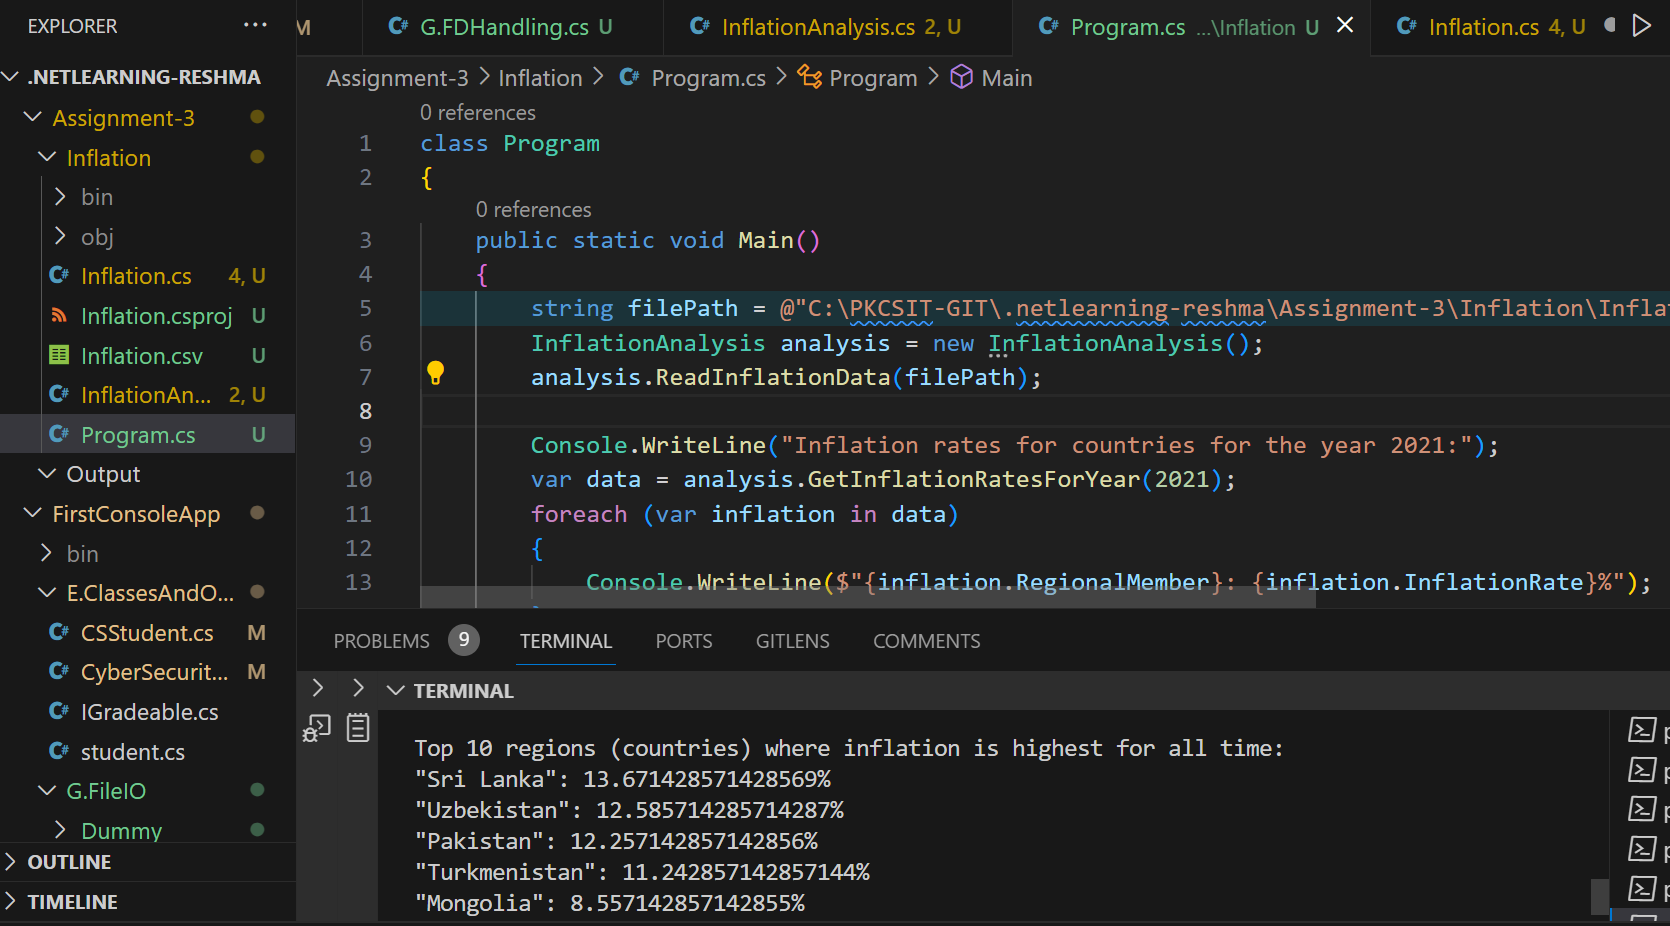 EXPLORER ...
.NETLEARNING-RESHMA
Assignment-3
Inflation
bin
obj
C# Inflation.cs 4, U
Inflation.csproj U
Inflation.csv U
C# InflationAn... 2, U
C# Program.cs U
Output
FirstConsoleApp
bin
E.ClassesAndO...
C# CSStudent.cs M
C# CyberSecurit... M
C# IGradeable.cs
C# student.cs
G.FileIO
Dummy
OUTLINE
TIMELINE
M C# G.FDHandling.cs U C# InflationAnalysis.cs 2, U C# Program.cs ...\Inflation U C# Inflation.cs 4, U
Assignment-3 > Inflation > C# Program.cs > Program > Main
0 references
1 class Program
2 {
0 references
3 public static void Main()
4 {
5 string filePath = @"C:\PKCSIT-GIT\.netlearning-reshma\Assignment-3\Inflation\Infla
6 InflationAnalysis analysis = new InflationAnalysis();
7 analysis.ReadInflationData(filePath);
8
9 Console.WriteLine("Inflation rates for countries for the year 2021:");
10 var data = analysis.GetInflationRatesForYear(2021);
11 foreach (var inflation in data)
12 {
13 Console.WriteLine($"{inflation.RegionalMember}: {inflation.InflationRate}%");
PROBLEMS 9 TERMINAL PORTS GITLENS COMMENTS
TERMINAL
Top 10 regions (countries) where inflation is highest for all time:
"Sri Lanka": 13.671428571428569%
"Uzbekistan": 12.585714285714287%
"Pakistan": 12.257142857142856%
"Turkmenistan": 11.242857142857144%
"Mongolia": 8.557142857142855%